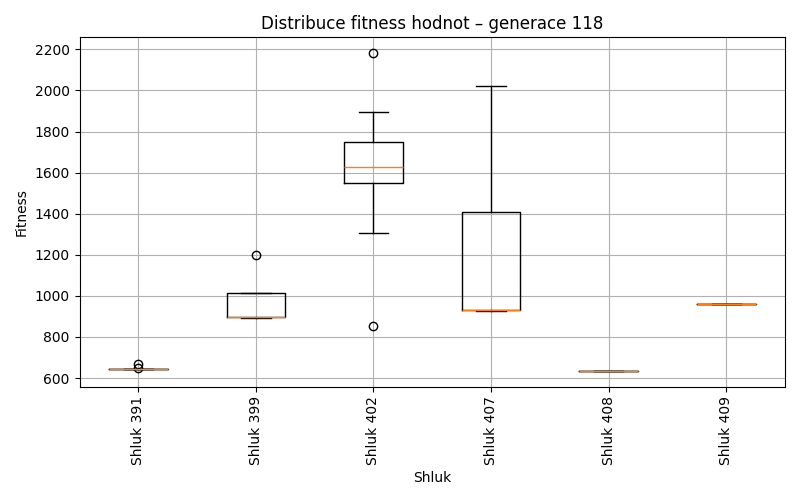 Distribuce fitness hodnot – generace 118
Fitness
2200
2000
1800
1600
1400
1200
1000
800
600
Shluk 391
Shluk 399
Shluk 402
Shluk 407
Shluk 408
Shluk 409
Shluk